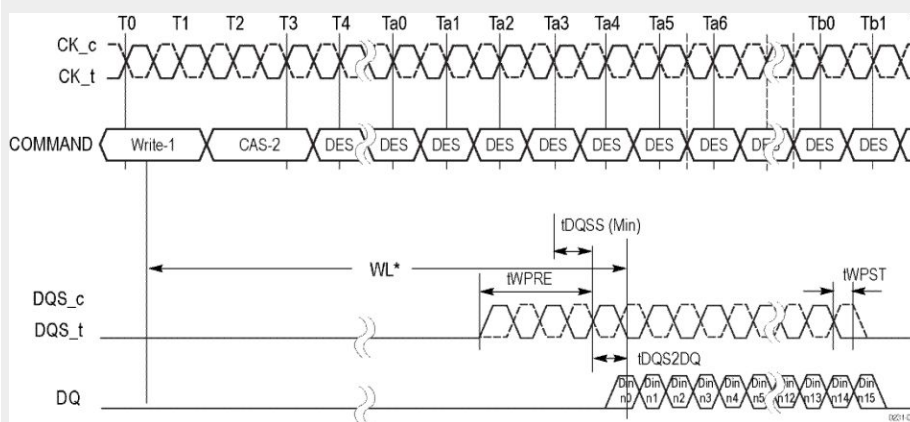 T0 T1 T2 T3 T4 Ta0 Ta1 Ta2 Ta3 Ta4 Ta5 Ta6 Tb0 Tb1
CK_c
CK_t
COMMAND Write-1 CAS-2 DES DES DES DES DES DES DES DES DES DES DES
tDQSS (Min)
WL* tWPRE tWPST
DQS_c
DQS_t
tDQS2DQ
Din Din Din Din Din Din Din Din Din Din
DQ n0 n1 n2 n3 n4 n5 n12 n13 n14 n15